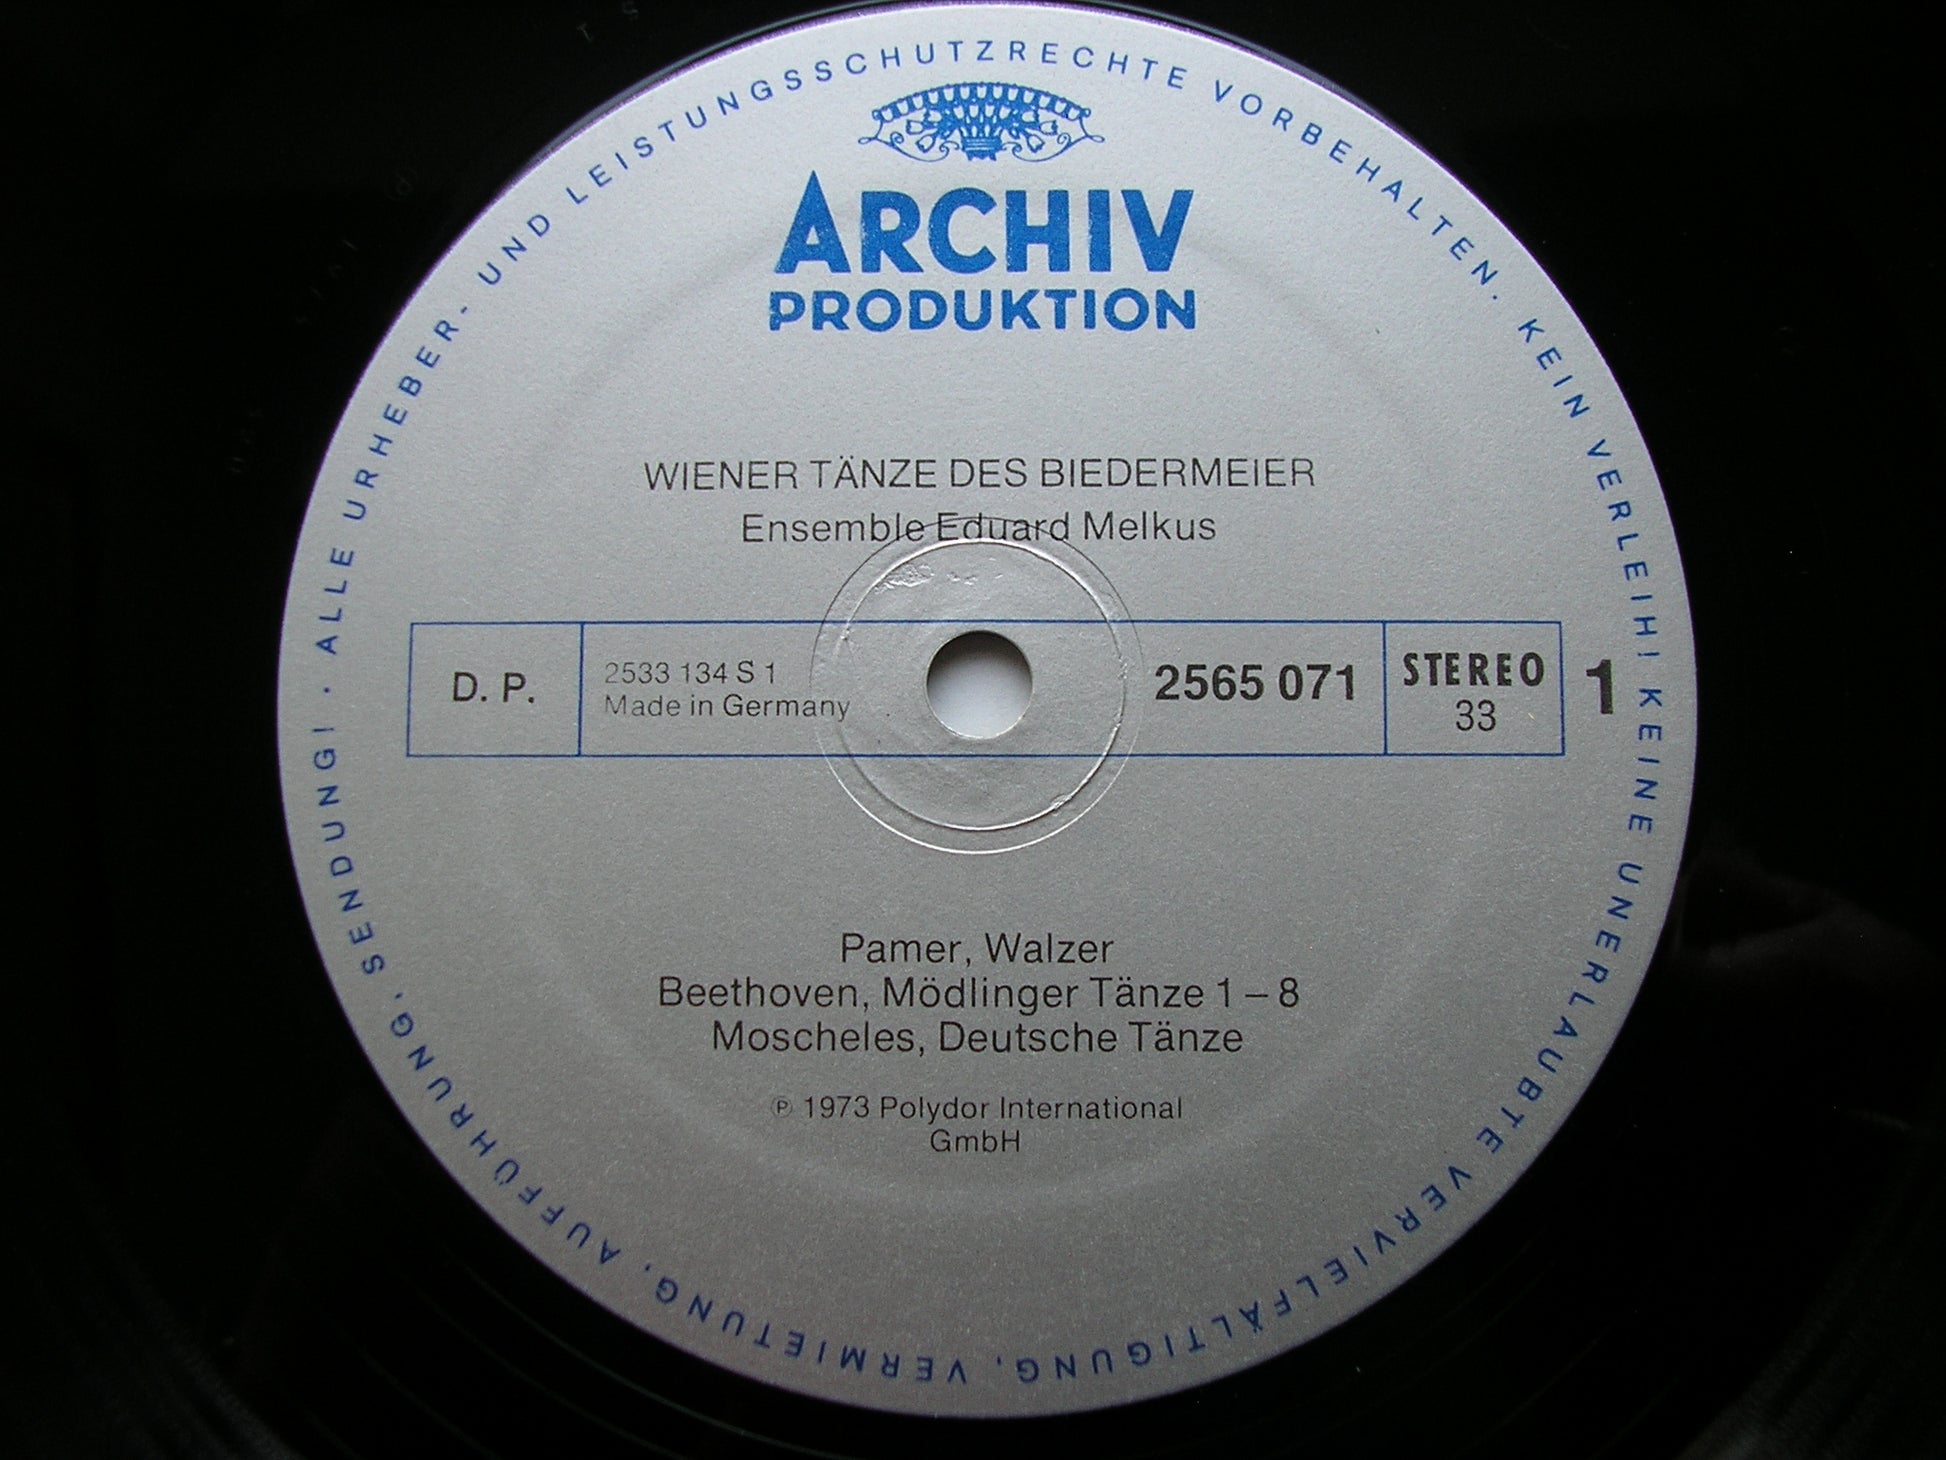 ALLE URHEBER- UND LEISTUNGSSCHUTZRECHTE VORBEHALTEN. KEIN VERLEIH! KEINE UNERLAUBTE VERVIELFÄLTIGUNG, VERMIETUNG, AUFFÜHRUNG, SENDUNG! ·
ARCHIV
PRODUKTION
WIENER TÄNZE DES BIEDERMEIER
Ensemble Eduard Melkus
D. P.
2533 134 S 1
Made in Germany
2565 071
STEREO
33
1
Pamer, Walzer
Beethoven, Mödlinger Tänze 1 – 8
Moscheles, Deutsche Tänze
℗ 1973 Polydor International
GmbH